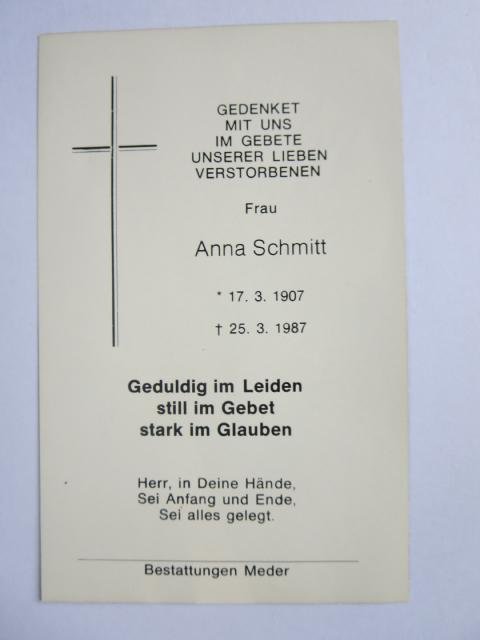 GEDENKET
MIT UNS
IM GEBETE
UNSERER LIEBEN
VERSTORBENEN
Frau
Anna Schmitt
* 17. 3. 1907
† 25. 3. 1987
Geduldig im Leiden
still im Gebet
stark im Glauben
Herr, in Deine Hände,
Sei Anfang und Ende,
Sei alles gelegt.
Bestattungen Meder